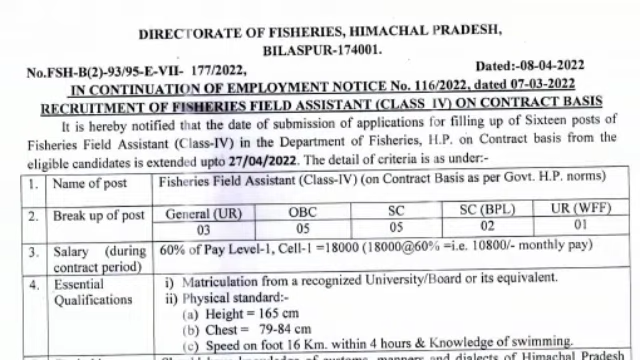 DIRECTORATE OF FISHERIES, HIMACHAL PRADESH,
BILASPUR-174001.
No.FSH-B(2)-93/95-E-VII- 177/2022, Dated:-08-04-2022
IN CONTINUATION OF EMPLOYMENT NOTICE No. 116/2022, dated 07-03-2022
RECRUITMENT OF FISHERIES FIELD ASSISTANT (CLASS IV) ON CONTRACT BASIS
It is hereby notified that the date of submission of applications for filling up of Sixteen posts of
Fisheries Field Assistant (Class-IV) in the Department of Fisheries, H.P. on Contract basis from the
eligible candidates is extended upto 27/04/2022. The detail of criteria is as under:-
1. Name of post Fisheries Field Assistant (Class-IV) (on Contract Basis as per Govt. H.P. norms)
2. Break up of post General (UR) OBC SC SC (BPL) UR (WFF)
03 05 05 02 01
3. Salary (during contract period) 60% of Pay Level-1, Cell-1 =18000 (18000@60% =i.e. 10800/- monthly pay)
4. Essential Qualifications i) Matriculation from a recognized University/Board or its equivalent.
ii) Physical standard:-
(a) Height = 165 cm
(b) Chest = 79-84 cm
(c) Speed on foot 16 Km. within 4 hours & Knowledge of swimming.
knowledge of customs, manners and dialects of Himachal Pradesh